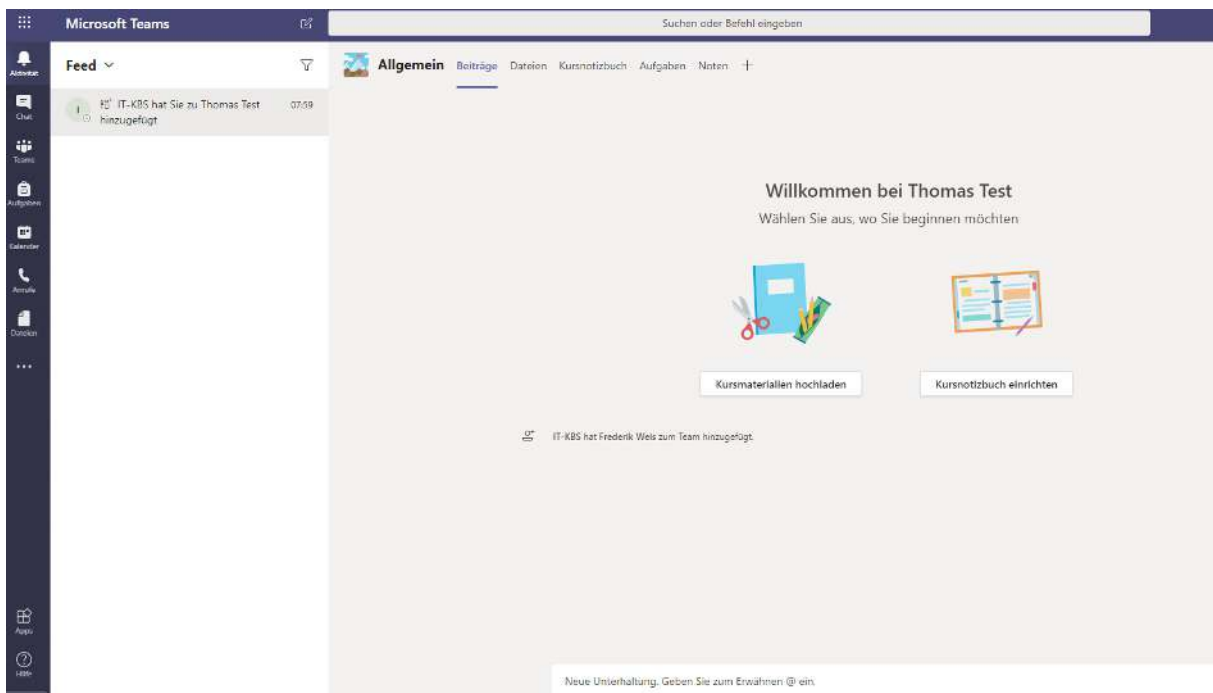 Microsoft Teams
Suchen oder Befehl eingeben
Aktivität
Chat
Teams
Aufgaben
Kalender
Anrufe
Dateien
Apps
Hilfe
Feed
IT-KBS hat Sie zu Thomas Test 07:59
hinzugefügt
Allgemein Beiträge Dateien Kursnotizbuch Aufgaben Noten
Willkommen bei Thomas Test
Wählen Sie aus, wo Sie beginnen möchten
Kursmaterialien hochladen Kursnotizbuch einrichten
IT-KBS hat Frederik Weis zum Team hinzugefügt.
Neue Unterhaltung. Geben Sie zum Erwähnen @ ein.